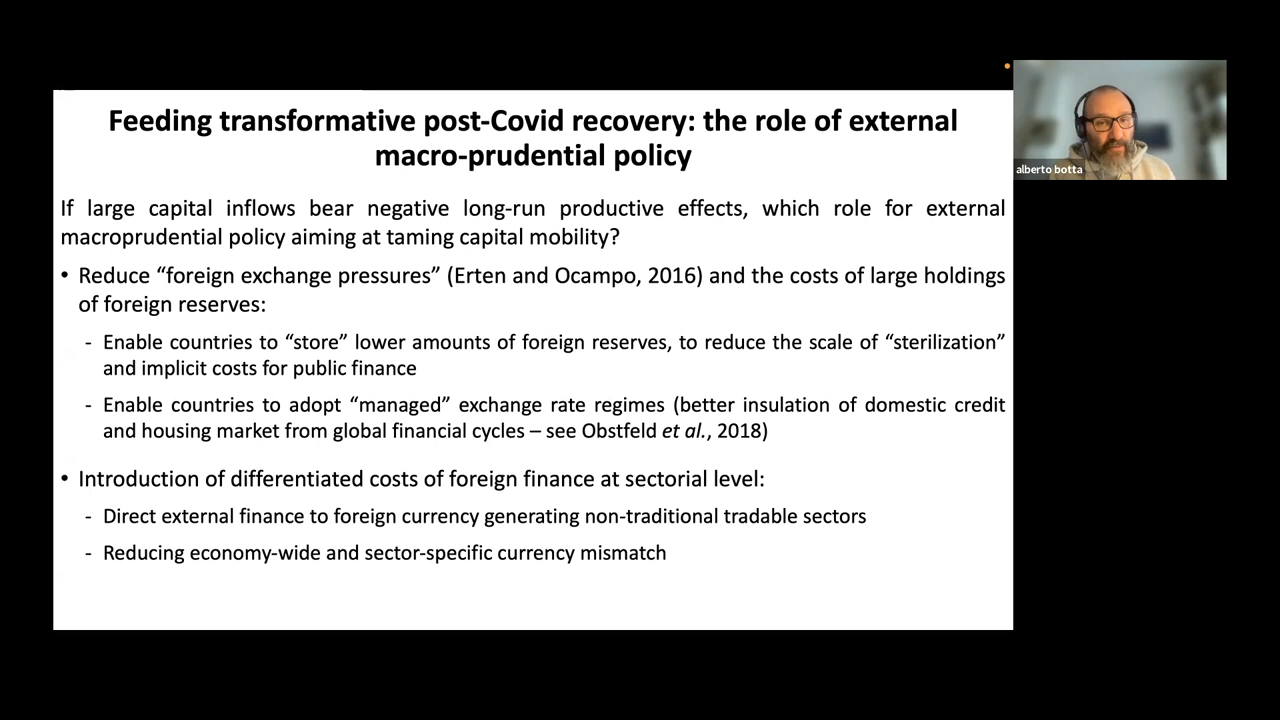 Feeding transformative post-Covid recovery: the role of external
macro-prudential policy
If large capital inflows bear negative long-run productive effects, which role for external
macroprudential policy aiming at taming capital mobility?
• Reduce “foreign exchange pressures” (Erten and Ocampo, 2016) and the costs of large holdings
of foreign reserves:
- Enable countries to “store” lower amounts of foreign reserves, to reduce the scale of “sterilization”
and implicit costs for public finance
- Enable countries to adopt “managed” exchange rate regimes (better insulation of domestic credit
and housing market from global financial cycles – see Obstfeld et al., 2018)
• Introduction of differentiated costs of foreign finance at sectorial level:
- Direct external finance to foreign currency generating non-traditional tradable sectors
- Reducing economy-wide and sector-specific currency mismatch
alberto botta